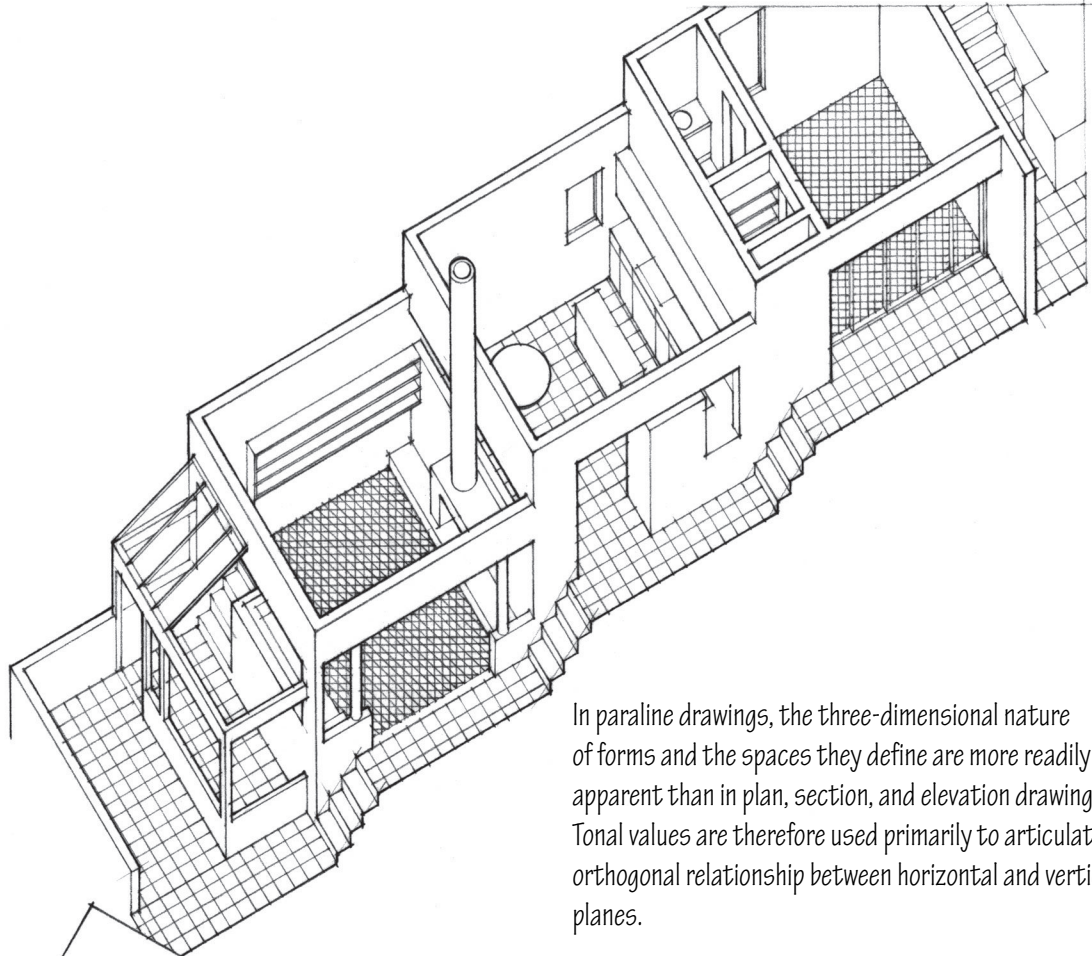 In paraline drawings, the three-dimensional nature
of forms and the spaces they define are more readily
apparent than in plan, section, and elevation drawing
Tonal values are therefore used primarily to articulat
orthogonal relationship between horizontal and verti
planes.